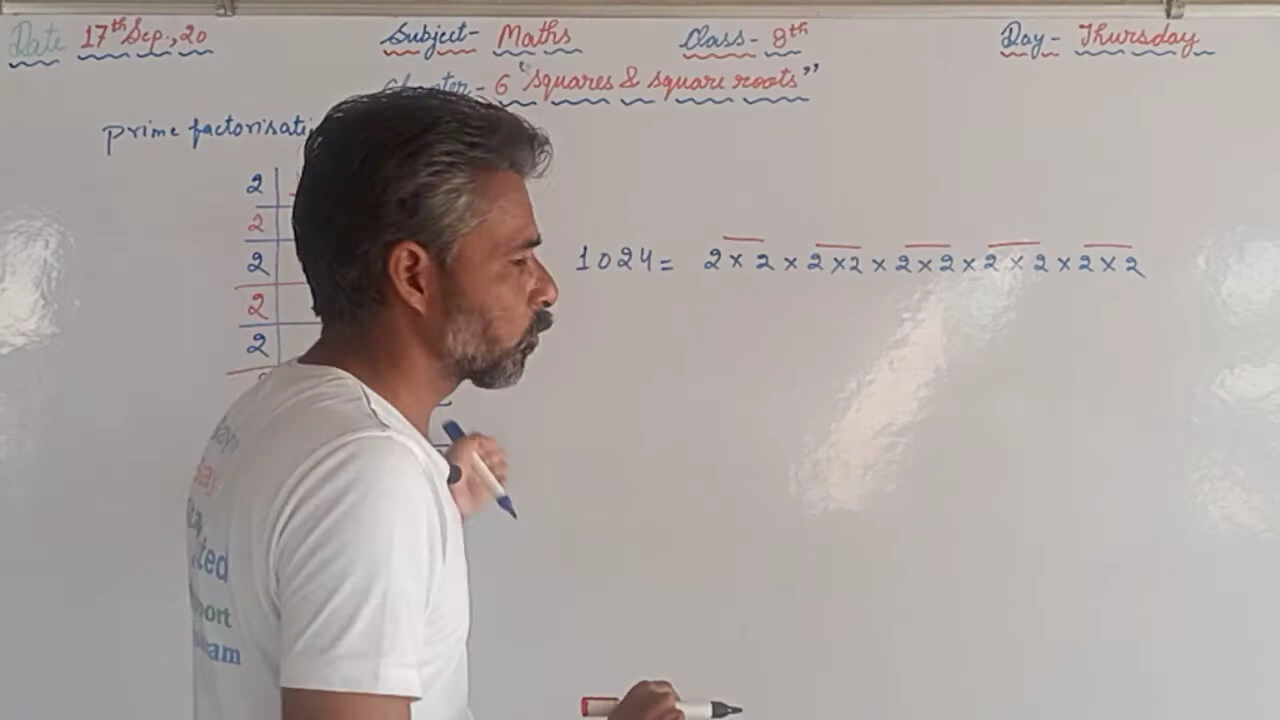 Date 17th Sep., 20 Subject- Maths Class- 8th Day- Thursday
- 6 "squares & square roots"
prime
2
2
2
2
2
1024 = 2 × 2 × 2 × 2 × 2 × 2 × 2 × 2 × 2 × 2